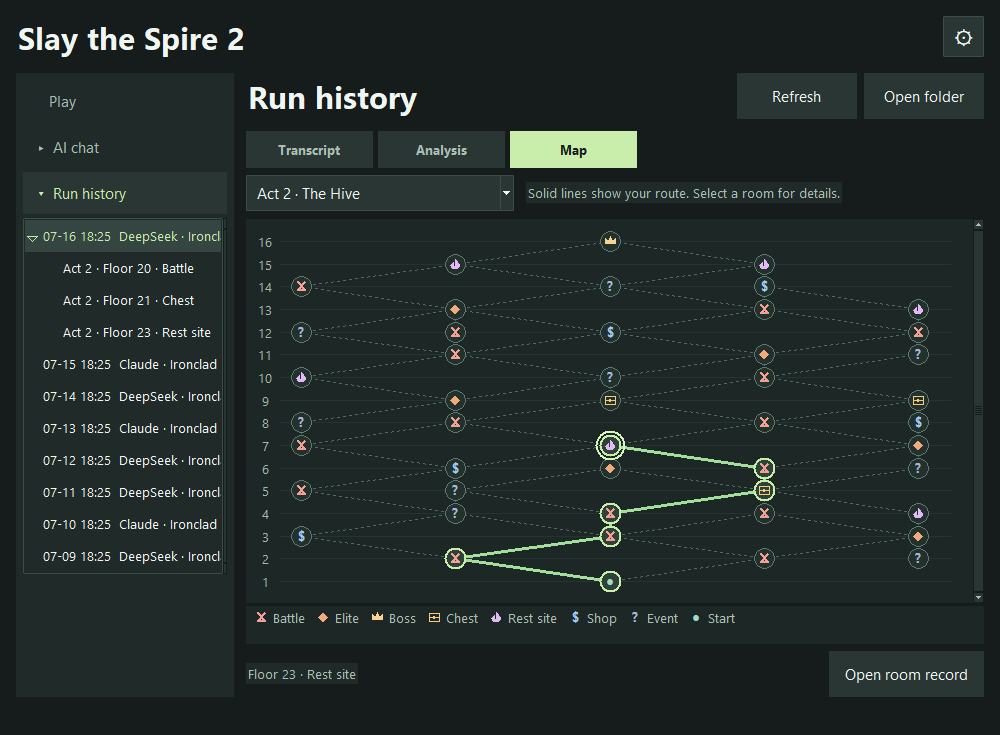 Slay the Spire 2
Play
AI chat
Run history
07-16 18:25 DeepSeek · Ironcl
Act 2 · Floor 20 · Battle
Act 2 · Floor 21 · Chest
Act 2 · Floor 23 · Rest site
07-15 18:25 Claude · Ironclad
07-14 18:25 DeepSeek · Ironcl
07-13 18:25 Claude · Ironclad
07-12 18:25 DeepSeek · Ironcl
07-11 18:25 DeepSeek · Ironcl
07-10 18:25 Claude · Ironclad
07-09 18:25 DeepSeek · Ironcl
Run history
Refresh
Open folder
Transcript
Analysis
Map
Act 2 · The Hive
Solid lines show your route. Select a room for details.
16
15
14 ? $
13
12 ? $
11 ?
10 ?
9
8 ? $
7
6 $ ?
5 ?
4 ?
3 $
2 ?
1
Battle Elite Boss Chest Rest site $ Shop ? Event Start
Floor 23 · Rest site
Open room record